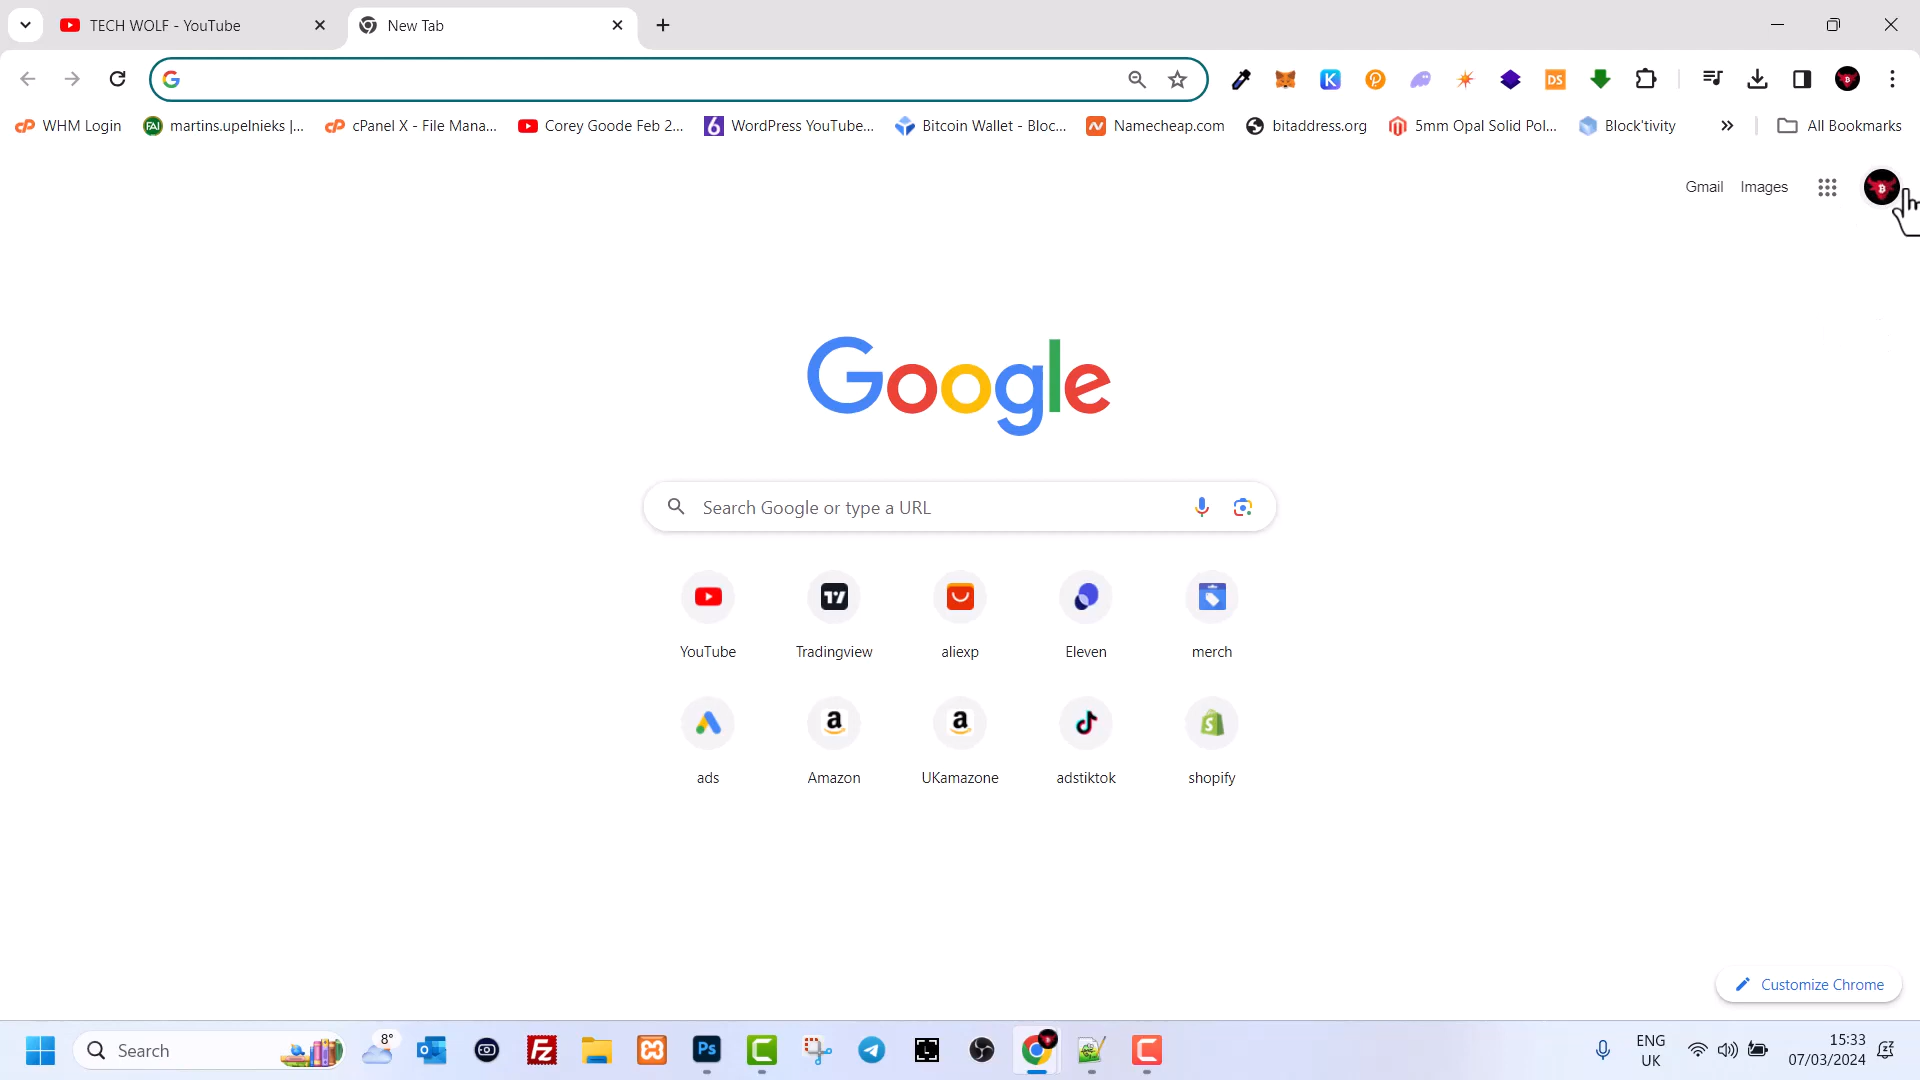 TECH WOLF - YouTube
New Tab
WHM Login
martins.upelnieks |...
cPanel X - File Mana...
Corey Goode Feb 2...
WordPress YouTube...
Bitcoin Wallet - Bloc...
Namecheap.com
bitaddress.org
5mm Opal Solid Pol...
Block'tivity
All Bookmarks
Gmail
Images
Google
Search Google or type a URL
YouTube
Tradingview
aliexp
Eleven
merch
ads
Amazon
UKamazone
adstiktok
shopify
Customize Chrome
Search
8°
ENG
UK
15:33
07/03/2024